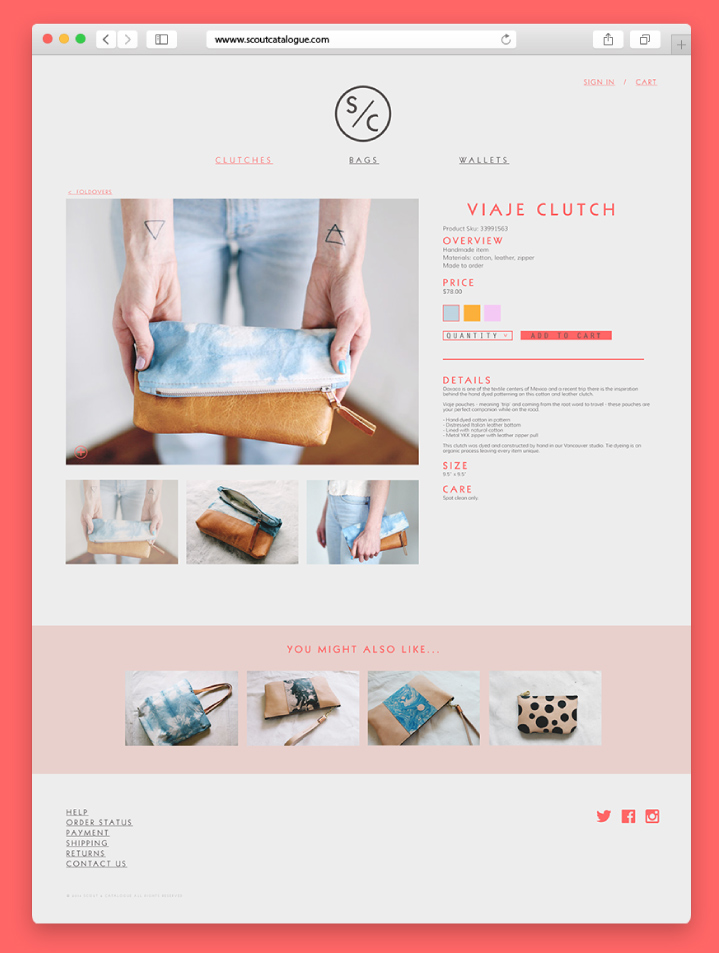 wwww.scoutcatalogue.com
SIGN IN / CART
S/C
CLUTCHES BAGS WALLETS
< FOLDOVERS
VIAJE CLUTCH
Product Sku: 33991563
OVERVIEW
Handmade item
Materials: cotton, leather, zipper
Made to order
PRICE
$78.00
QUANTITY
ADD TO CART
DETAILS
Oaxaca is one of the textile centers of Mexico and a recent trip there is the inspiration
behind the hand dyed patterning on this cotton and leather clutch.
Viaje pouches - meaning 'trip' and coming from the root word to travel - these pouches are
your perfect companion while on the road.
- Hand dyed cotton in pattern
- Distressed Italian leather bottom
- Lined with natural cotton
- Metal YKK zipper with leather zipper pull
This clutch was dyed and constructed by hand in our Vancouver studio. Tie dyeing is an
organic process leaving every item unique.
SIZE
9.5" x 6.5"
CARE
Spot clean only
YOU MIGHT ALSO LIKE...
HELP
ORDER STATUS
PAYMENT
SHIPPING
RETURNS
CONTACT US